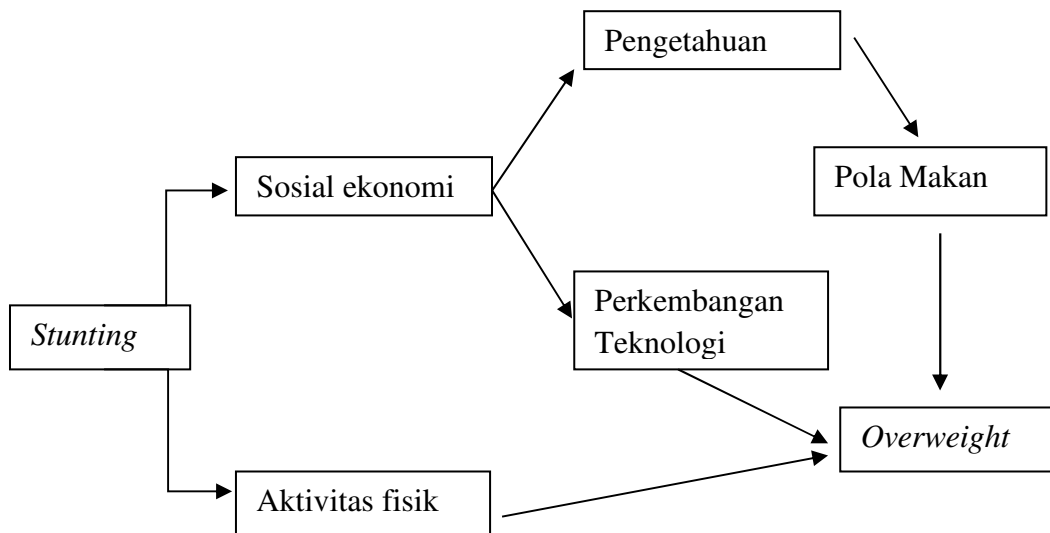 Pengetahuan
Sosial ekonomi
Pola Makan
Perkembangan
Teknologi
Stunting
Overweight
Aktivitas fisik